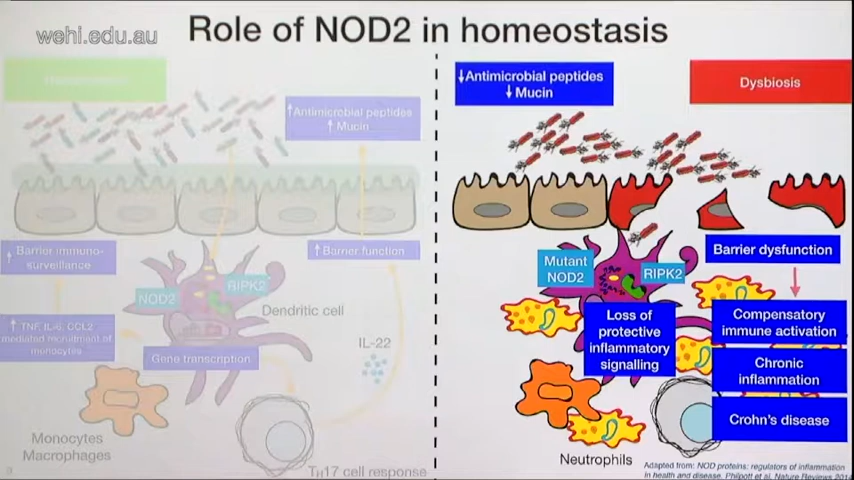 wehi.edu.au
Role of NOD2 in homeostasis
↑Antimicrobial peptides
↑ Mucin
↑ Barrier immuno-
surveillance
↑ Barrier function
NOD2
RIPK2
Dendritic cell
↑ TNF, IL6, CCL2
mediated recruitment of
monocytes
Gene transcription
IL-22
Monocytes
Macrophages
TH17 cell response
↓Antimicrobial peptides
↓ Mucin
Dysbiosis
Mutant
NOD2
RIPK2
Barrier dysfunction
Loss of
protective
inflammatory
signalling
Compensatory
immune activation
Chronic
inflammation
Crohn's disease
Neutrophils
Adapted from: NOD proteins: regulators of inflammation
in health and disease. Philpott et al. Nature Reviews